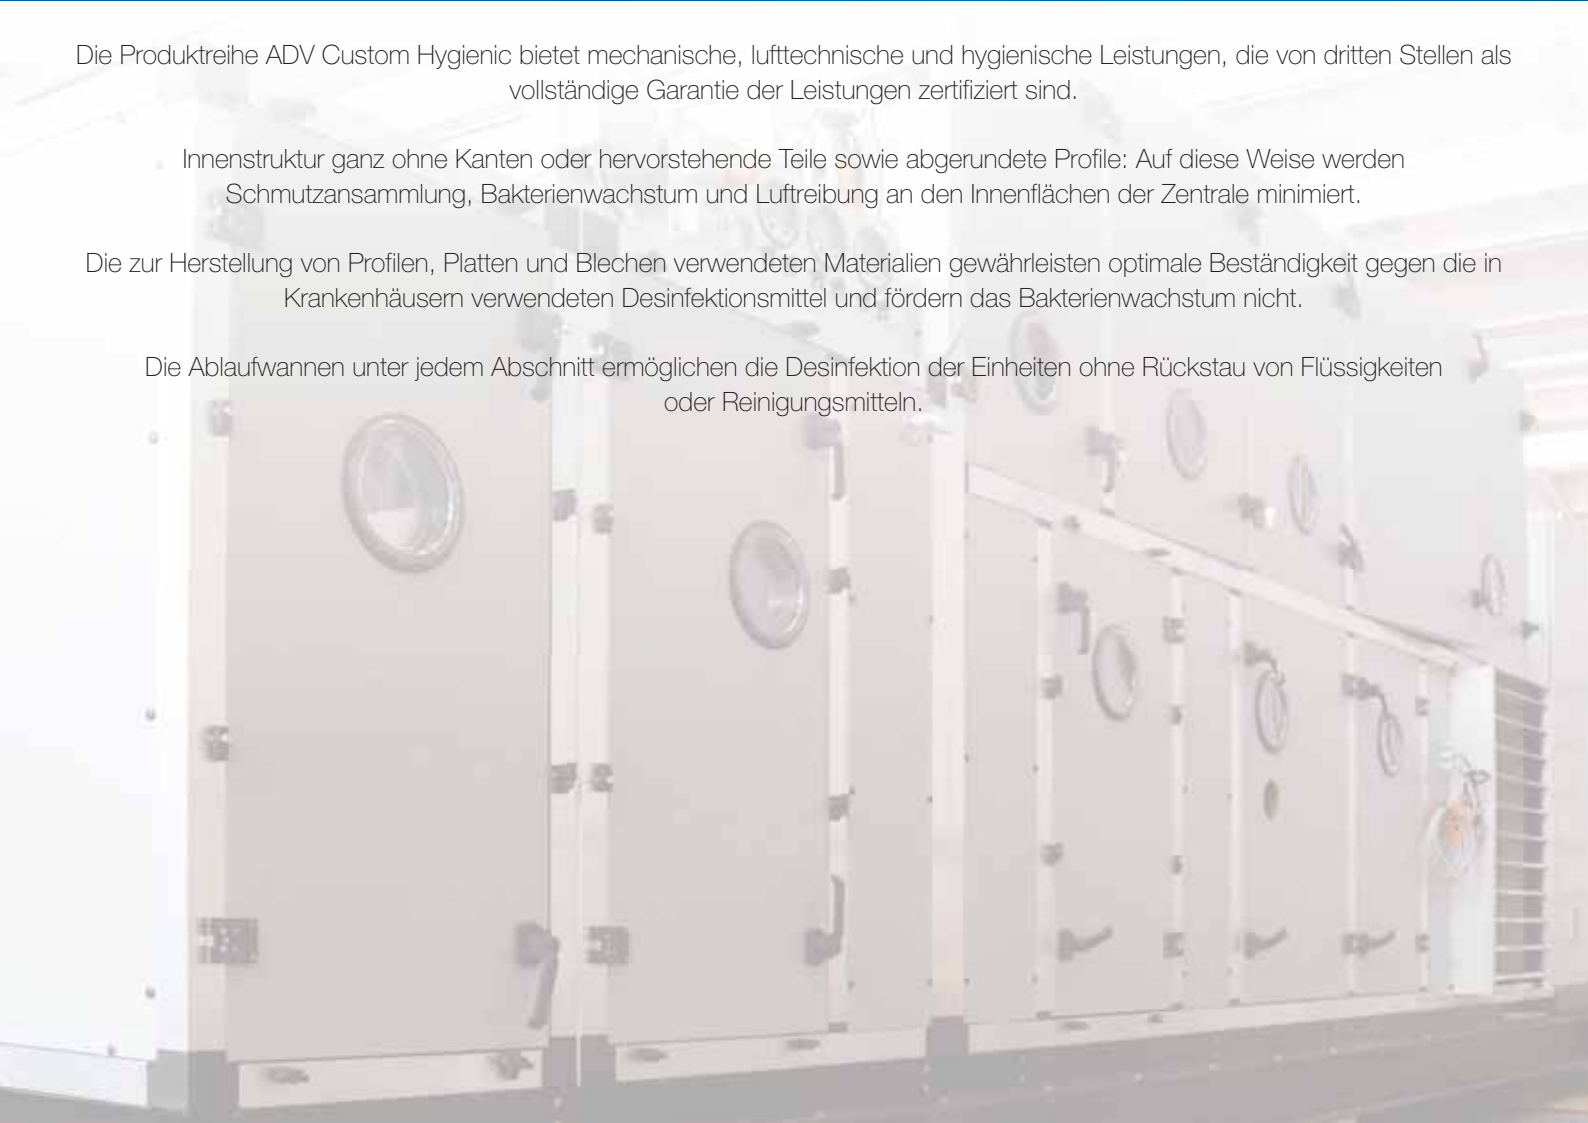 Die Produktreihe ADV Custom Hygienic bietet mechanische, lufttechnische und hygienische Leistungen, die von dritten Stellen als
vollständige Garantie der Leistungen zertifiziert sind.
Innenstruktur ganz ohne Kanten oder hervorstehende Teile sowie abgerundete Profile: Auf diese Weise werden
Schmutzansammlung, Bakterienwachstum und Luftreibung an den Innenflächen der Zentrale minimiert.
Die zur Herstellung von Profilen, Platten und Blechen verwendeten Materialien gewährleisten optimale Beständigkeit gegen die in
Krankenhäusern verwendeten Desinfektionsmittel und fördern das Bakterienwachstum nicht.
Die Ablaufwannen unter jedem Abschnitt ermöglichen die Desinfektion der Einheiten ohne Rückstau von Flüssigkeiten
oder Reinigungsmitteln.